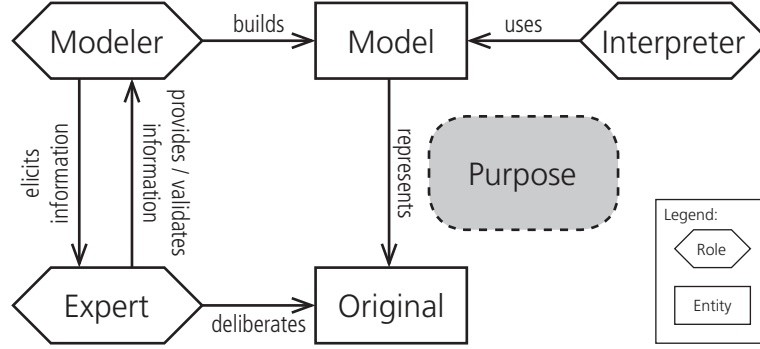 Modeler
builds
Model
uses
Interpreter
elicits
information
provides / validates
information
represents
Purpose
Legend:
Role
Entity
Expert
deliberates
Original